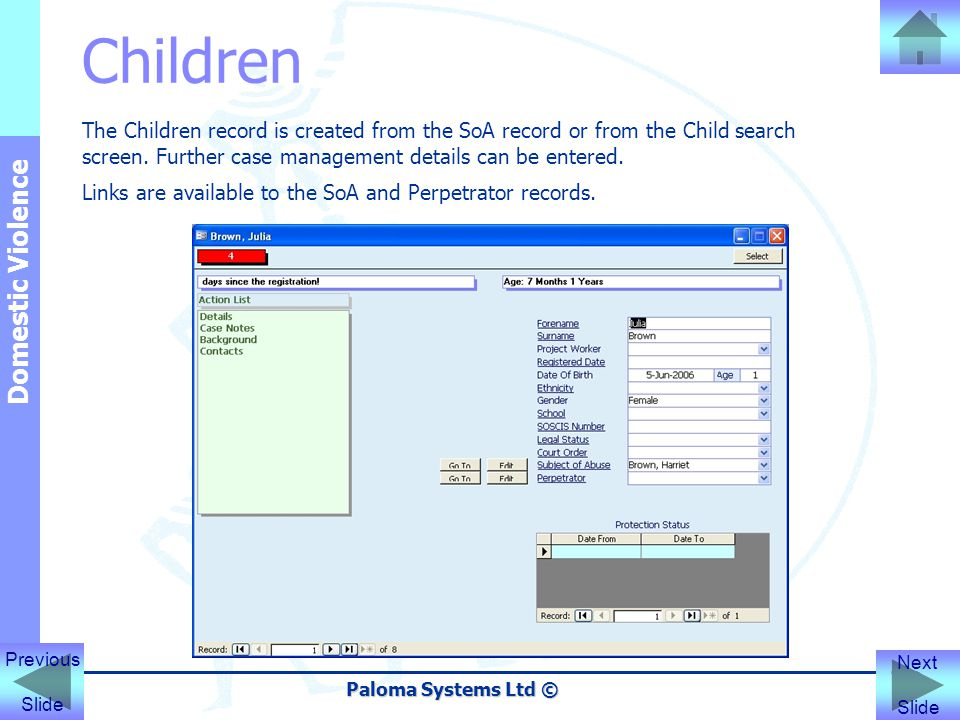 Children
The Children record is created from the SoA record or from the Child search
screen. Further case management details can be entered.
Links are available to the SoA and Perpetrator records.
Domestic Violence
Brown, Julia
4
Select
days since the registration!
Age: 7 Months 1 Years
Action List
Details
Case Notes
Background
Contacts
Forename Julia
Surname Brown
Project Worker
Registered Date
Date Of Birth 5-Jun-2006 Age 1
Ethnicity
Gender Female
School
SOSCIS Number
Legal Status
Court Order
Go To Edit Subject of Abuse Brown, Harriet
Go To Edit Perpetrator
Protection Status
Date From Date To
Record: 1 of 1
Record: 1 of 8
Previous
Slide
Paloma Systems Ltd ©
Next
Slide